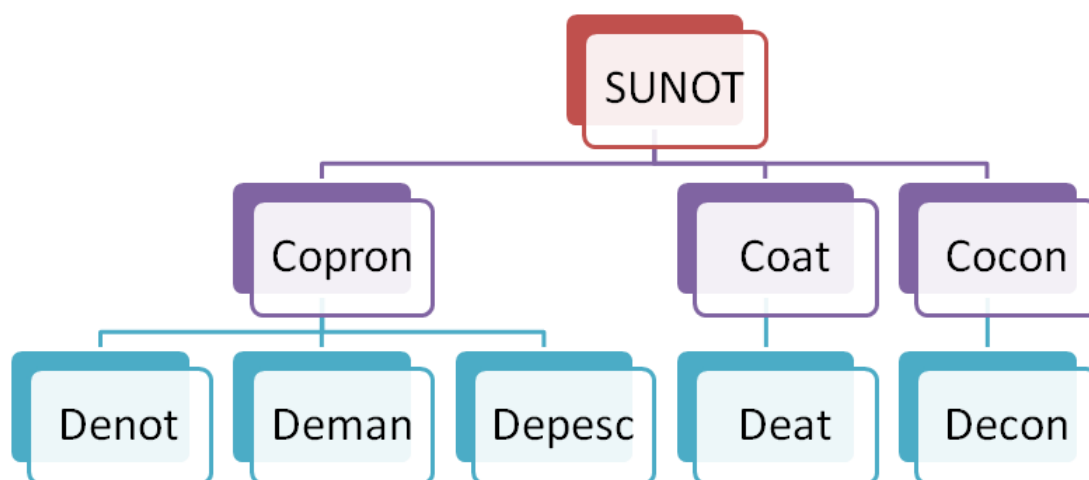 SUNOT
Copron
Coat
Cocon
Denot
Deman
Depesc
Deat
Decon